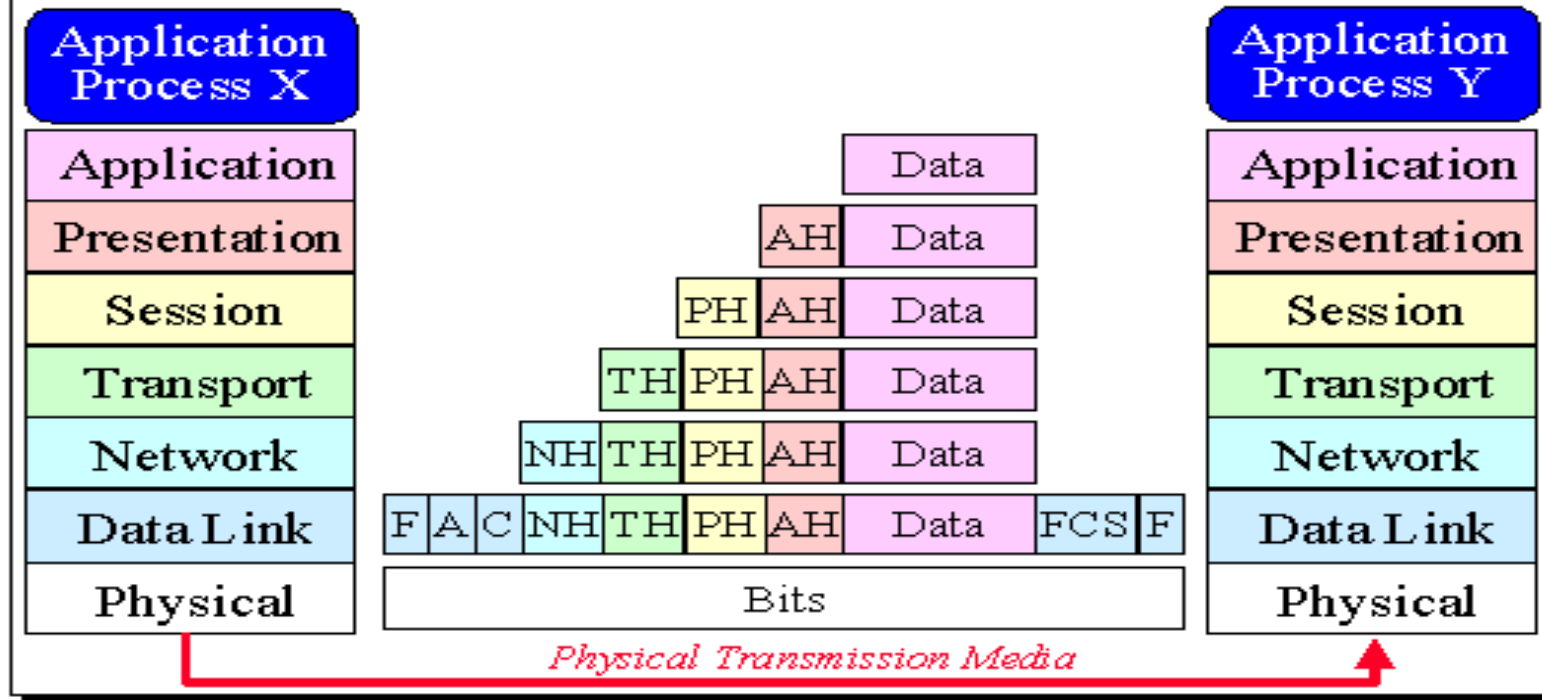 Application
Process X
Application
Process Y
Application Data Application
Presentation AH Data Presentation
Session PH AH Data Session
Transport TH PH AH Data Transport
Network NH TH PH AH Data Network
Data Link F A C NH TH PH AH Data FCS F Data Link
Physical Bits Physical
Physical Transmission Media